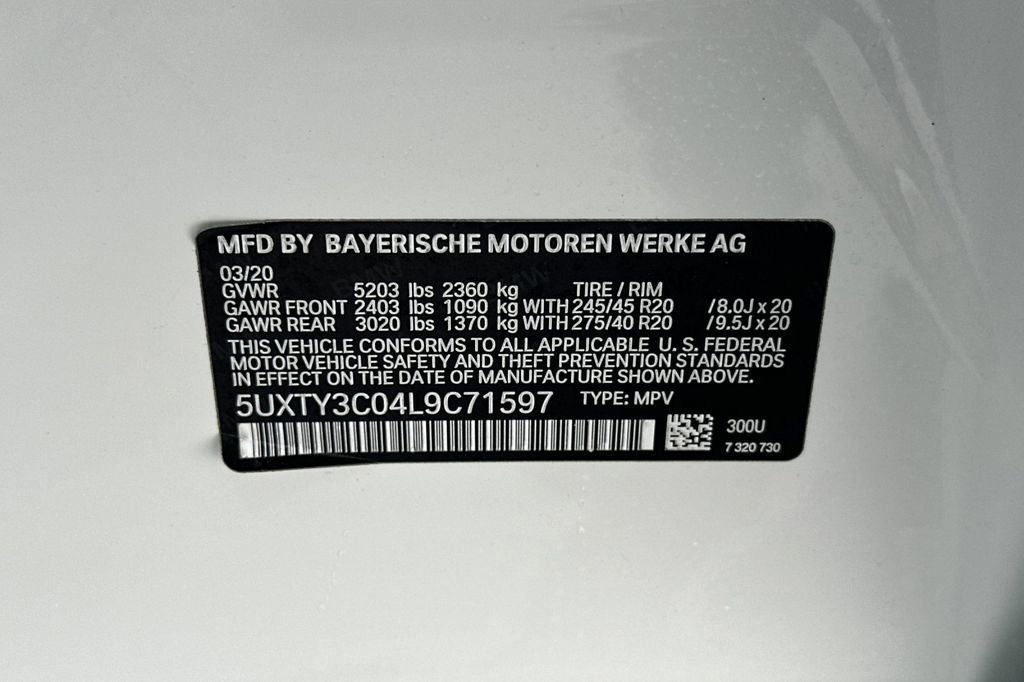 MFD BY BAYERISCHE MOTOREN WERKE AG
03/20
GVWR 5203 lbs 2360 kg TIRE / RIM
GAWR FRONT 2403 lbs 1090 kg WITH 245/45 R20 /8.0J x 20
GAWR REAR 3020 lbs 1370 kg WITH 275/40 R20 /9.5J x 20
THIS VEHICLE CONFORMS TO ALL APPLICABLE U. S. FEDERAL
MOTOR VEHICLE SAFETY AND THEFT PREVENTION STANDARDS
IN EFFECT ON THE DATE OF MANUFACTURE SHOWN ABOVE.
5UXTY3C04L9C71597 TYPE: MPV
300U
7 320 730